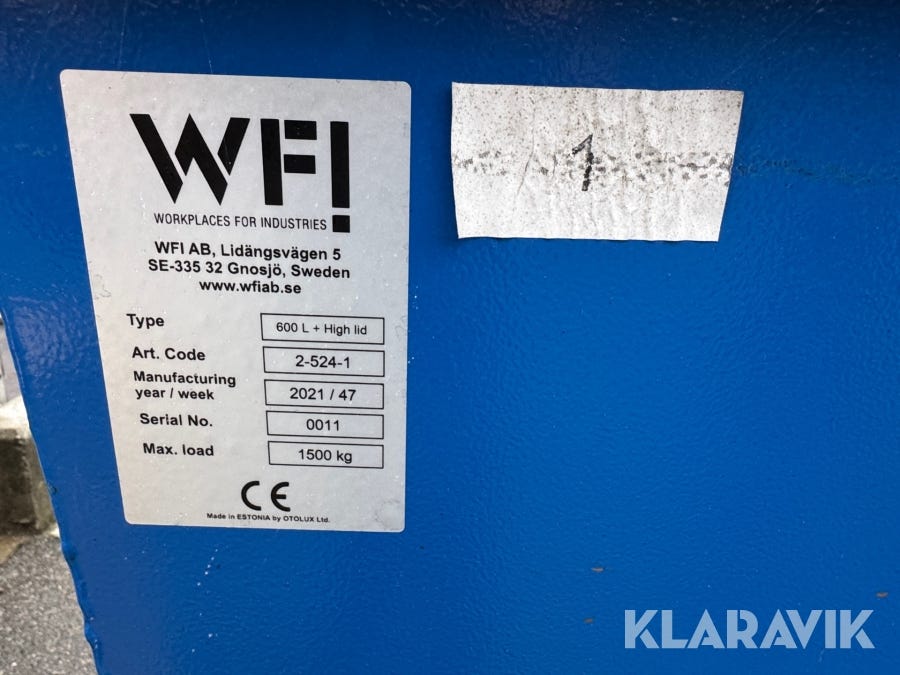 WFI
WORKPLACES FOR INDUSTRIES
WFI AB, Lidängsvägen 5
SE-335 32 Gnosjö, Sweden
www.wfiab.se
Type 600 L + High lid
Art. Code 2-524-1
Manufacturing
year / week 2021 / 47
Serial No. 0011
Max. load 1500 kg
CE
Made in ESTONIA by OTOLUX Ltd.
1
KLARAVIK